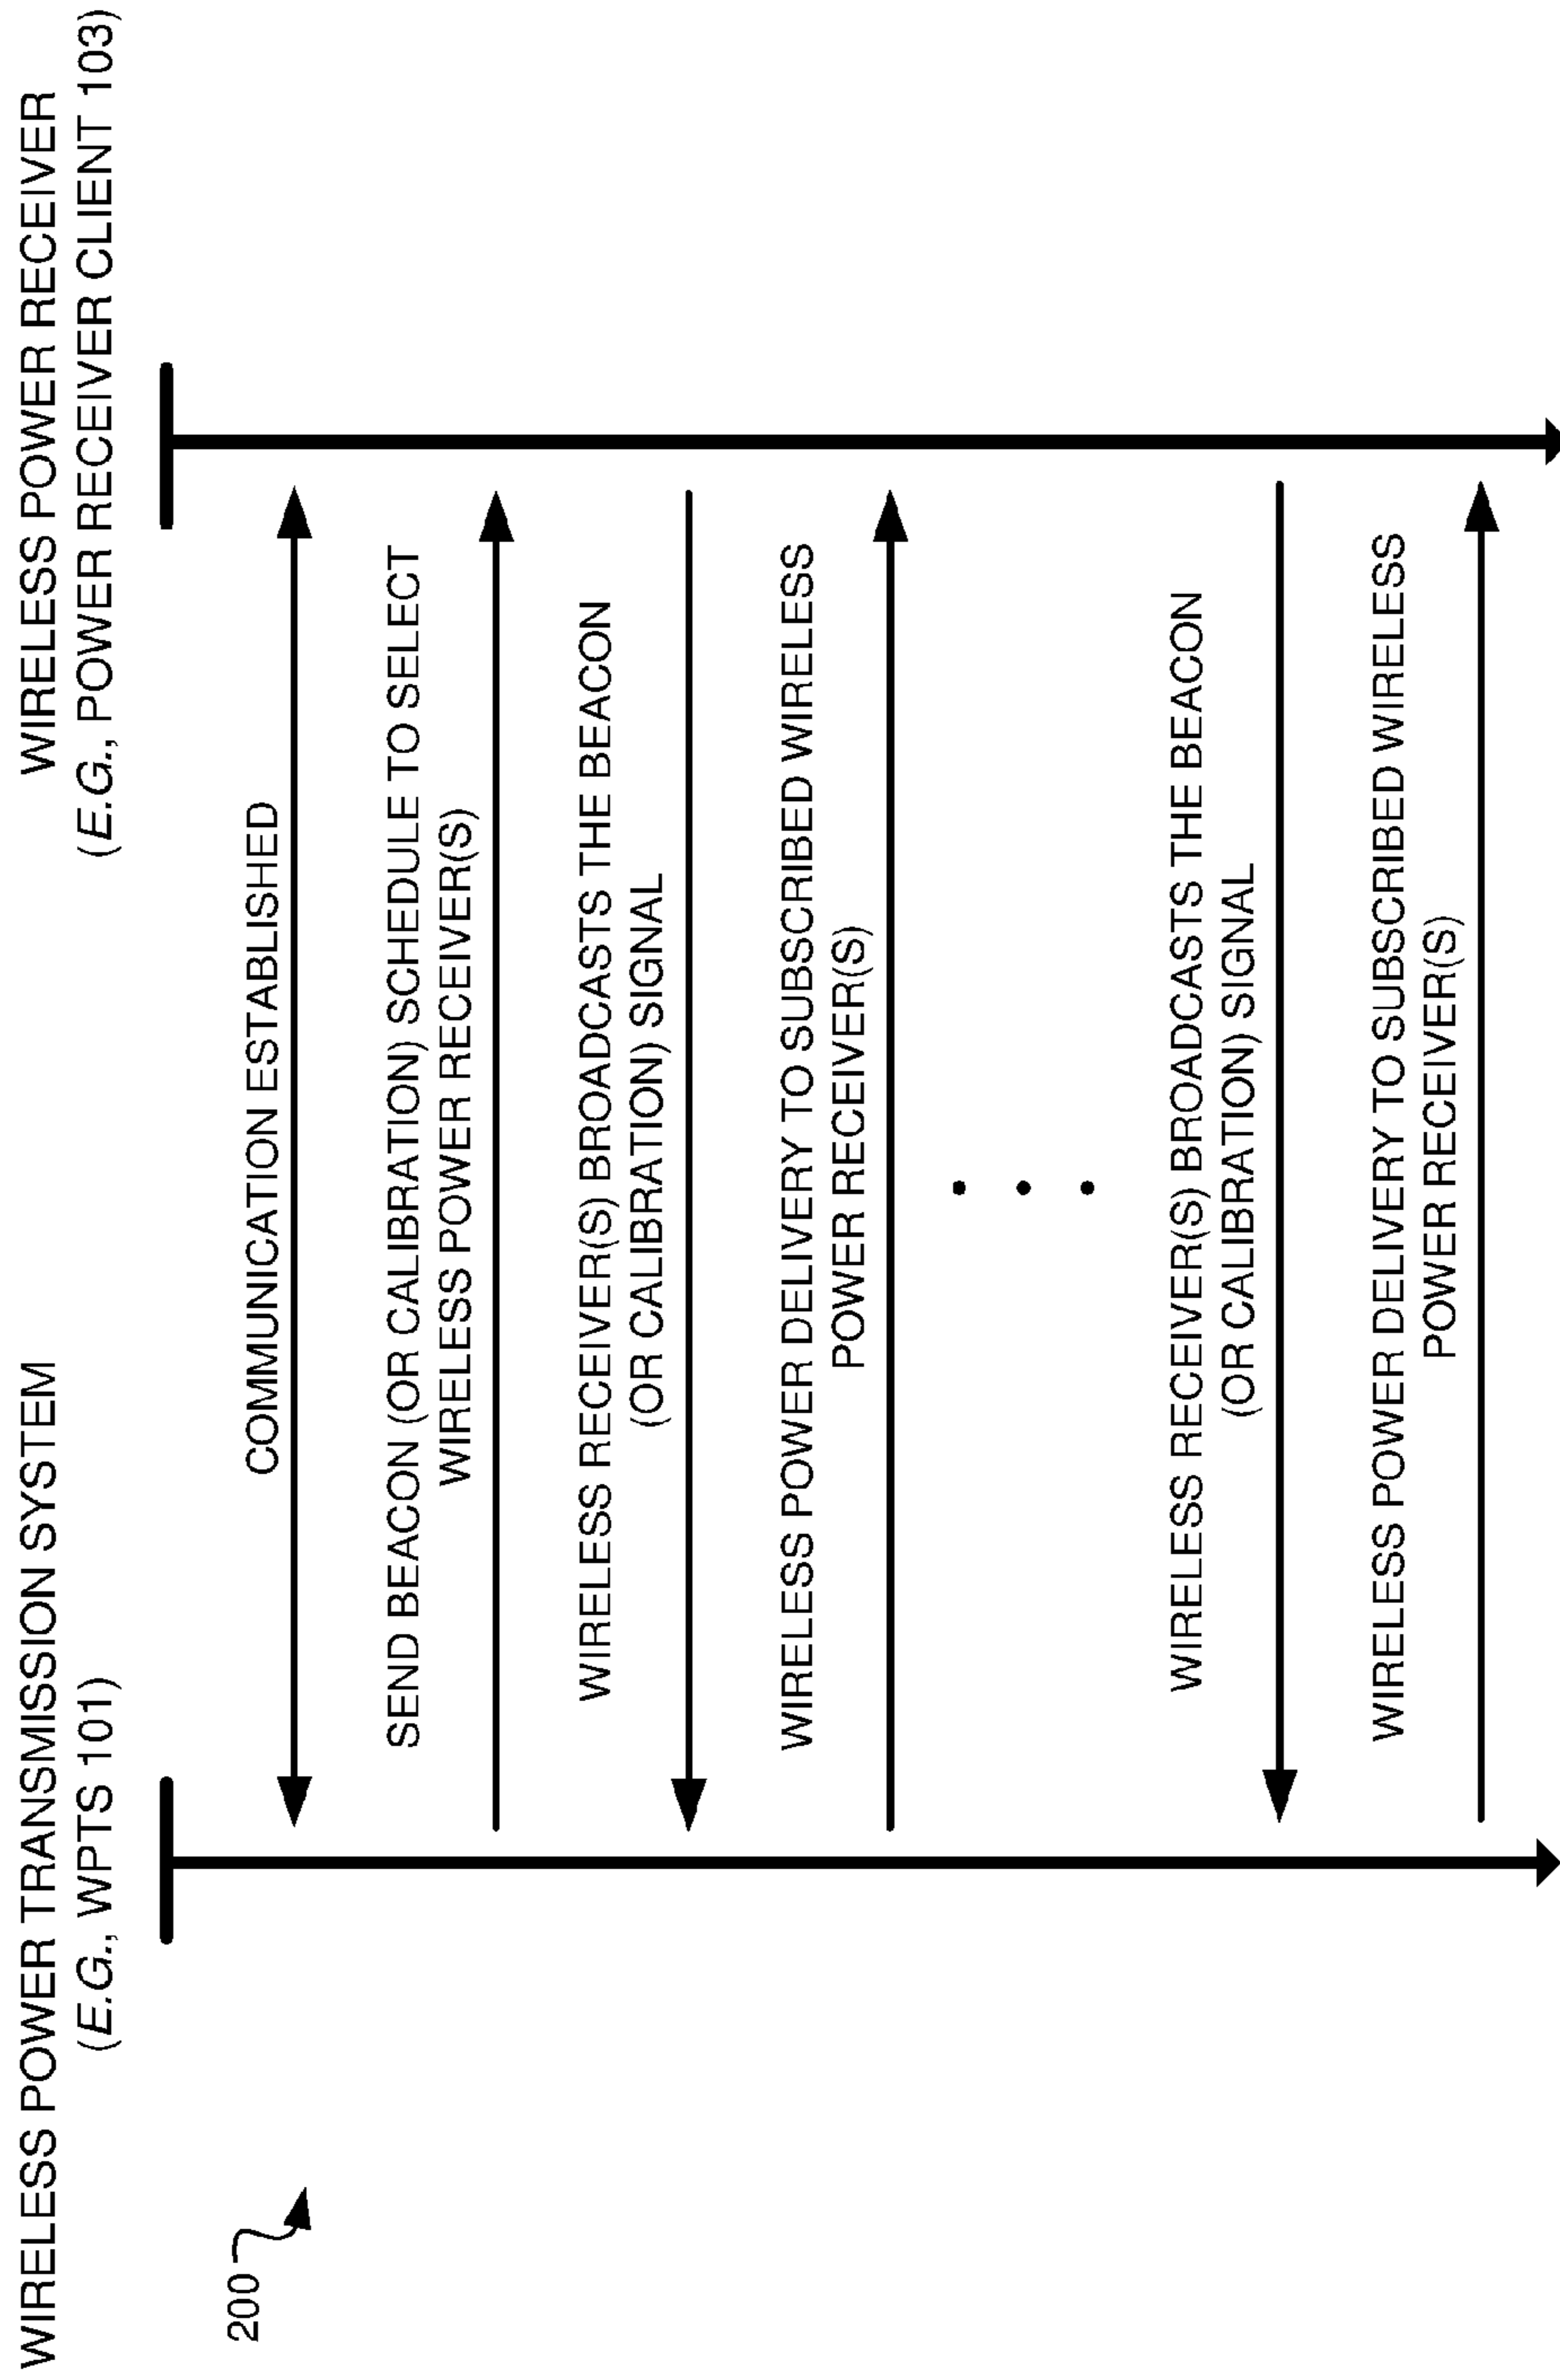 WIRELESS POWER TRANSMISSION SYSTEM
(E.G., WPTS 101)
WIRELESS POWER RECEIVER
(E.G., POWER RECEIVER CLIENT 103)
200
COMMUNICATION ESTABLISHED
SEND BEACON (OR CALIBRATION) SCHEDULE TO SELECT
WIRELESS POWER RECEIVER(S)
WIRELESS RECEIVER(S) BROADCASTS THE BEACON
(OR CALIBRATION) SIGNAL
WIRELESS POWER DELIVERY TO SUBSCRIBED WIRELESS
POWER RECEIVER(S)
WIRELESS RECEIVER(S) BROADCASTS THE BEACON
(OR CALIBRATION) SIGNAL
WIRELESS POWER DELIVERY TO SUBSCRIBED WIRELESS
POWER RECEIVER(S)